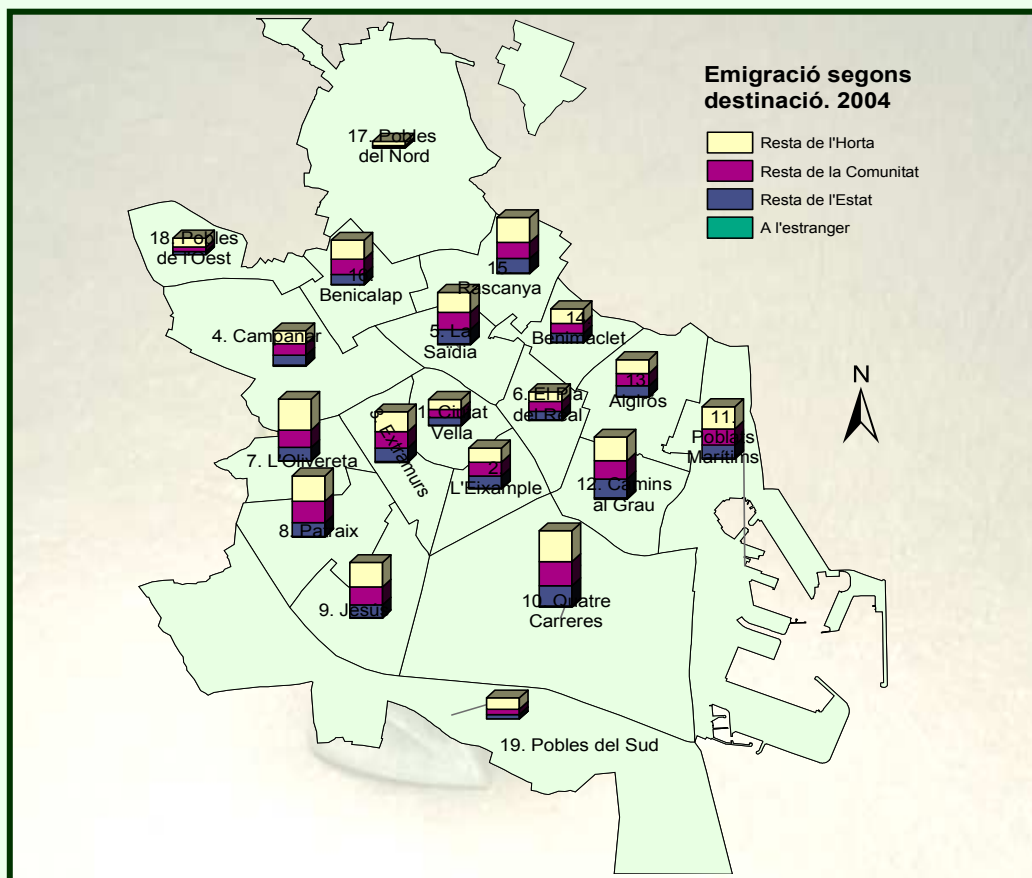 Emigració segons
destinació. 2004
Resta de l'Horta
Resta de la Comunitat
Resta de l'Estat
A l'estranger
N
17. Pobles
del Nord
18. Pobles
de l'Oest
16.
Benicalap
15.
Rascanya
14.
Benimaclet
4. Campanar
5. La
Saïdia
13.
Algirós
6. El Pla
del Real
1. Ciutat
Vella
3. Extramurs
11.
Poblats
Marítims
7. L'Olivereta
2.
L'Eixample
12. Camins
al Grau
8. Patraix
9. Jesús
10. Quatre
Carreres
19. Pobles del Sud